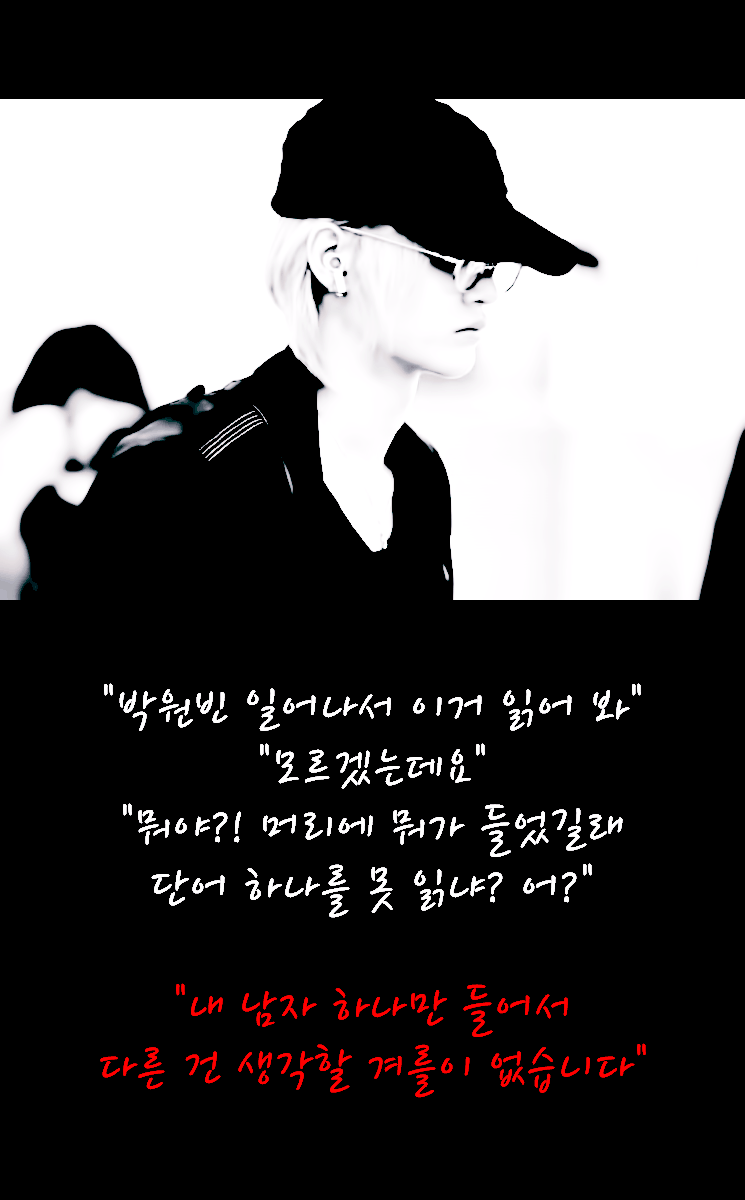 "박원빈 일어나서 이거 읽어 봐"
"모르겠는데요"
"뭐야?! 머리에 뭐가 들었길래
단어 하나를 못 읽냐? 어?"
"내 남자 하나만 들어서
다른 건 생각할 겨를이 없습니다"